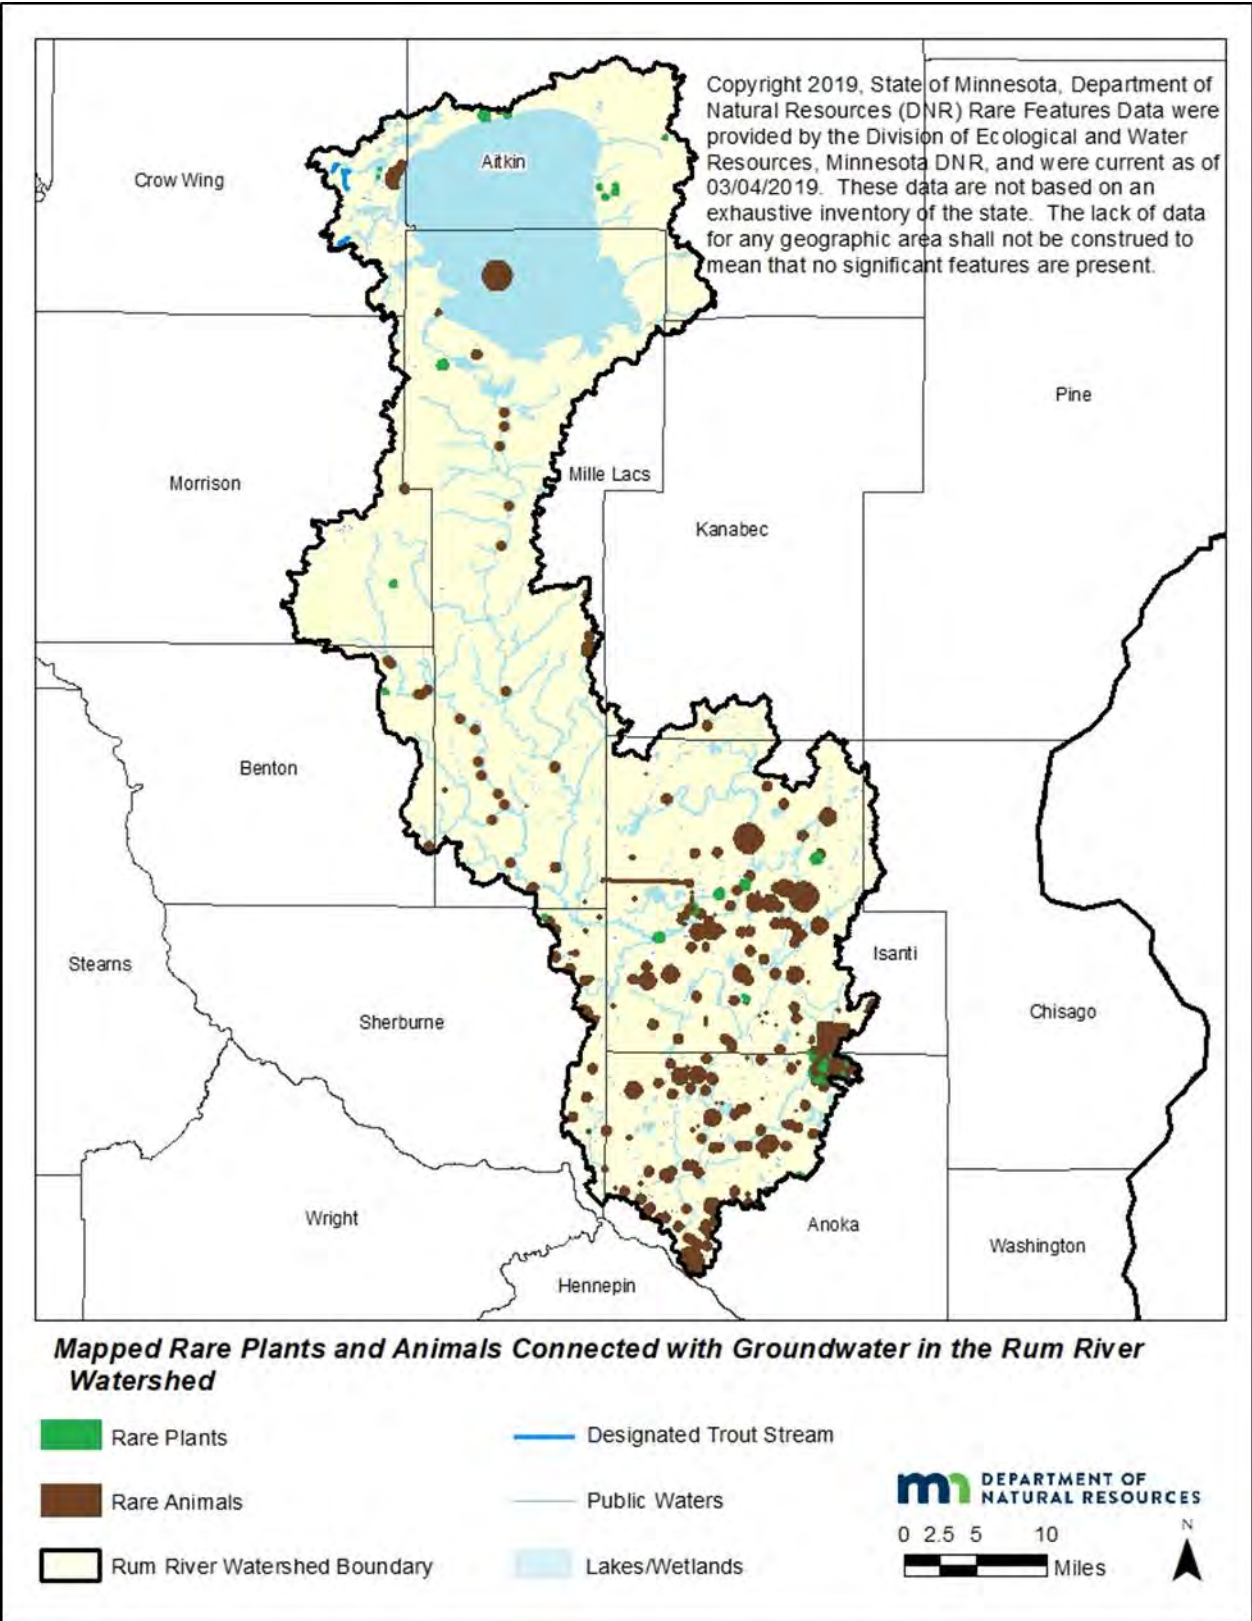 Copyright 2019, State of Minnesota, Department of
Natural Resources (DNR) Rare Features Data were
provided by the Division of Ecological and Water
Resources, Minnesota DNR, and were current as of
03/04/2019. These data are not based on an
exhaustive inventory of the state. The lack of data
for any geographic area shall not be construed to
mean that no significant features are present.
Aitkin
Crow Wing
Pine
Mille Lacs
Morrison
Kanabec
Benton
Isanti
Stearns
Chisago
Sherburne
Wright
Anoka
Washington
Hennepin
Mapped Rare Plants and Animals Connected with Groundwater in the Rum River
Watershed
Rare Plants
Rare Animals
Rum River Watershed Boundary
Designated Trout Stream
Public Waters
Lakes/Wetlands
mn DEPARTMENT OF
NATURAL RESOURCES
0 2.5 5 10
Miles
N